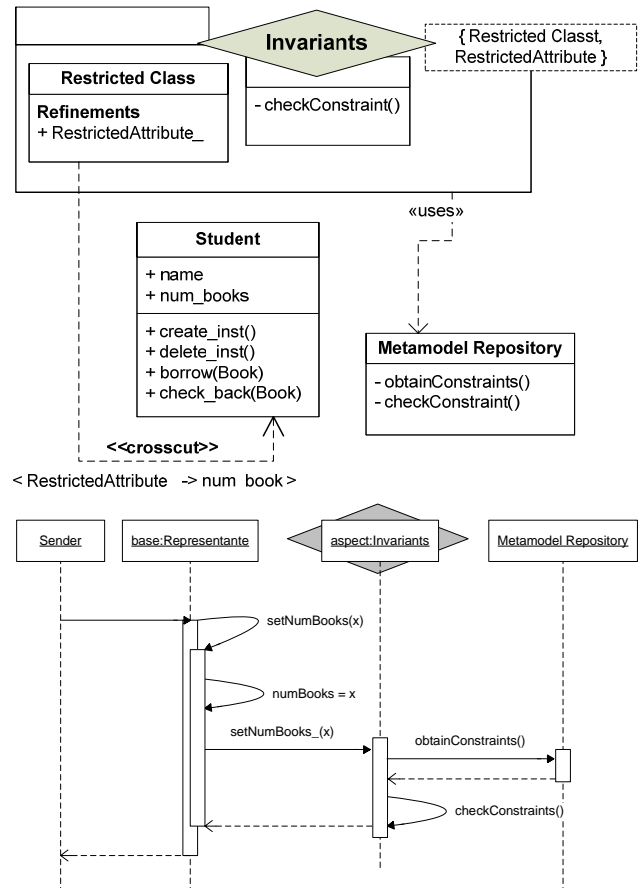 Invariants
{ Restricted Classt,
RestrictedAttribute }
Restricted Class
Refinements
+ RestrictedAttribute_
- checkConstraint()
«uses»
Student
+ name
+ num_books
+ create_inst()
+ delete_inst()
+ borrow(Book)
+ check_back(Book)
Metamodel Repository
- obtainConstraints()
- checkConstraint()
<<crosscut>>
< RestrictedAttribute -> num book >
Sender
base:Representante
aspect:Invariants
Metamodel Repository
setNumBooks(x)
numBooks = x
setNumBooks_(x)
obtainConstraints()
checkConstraints()